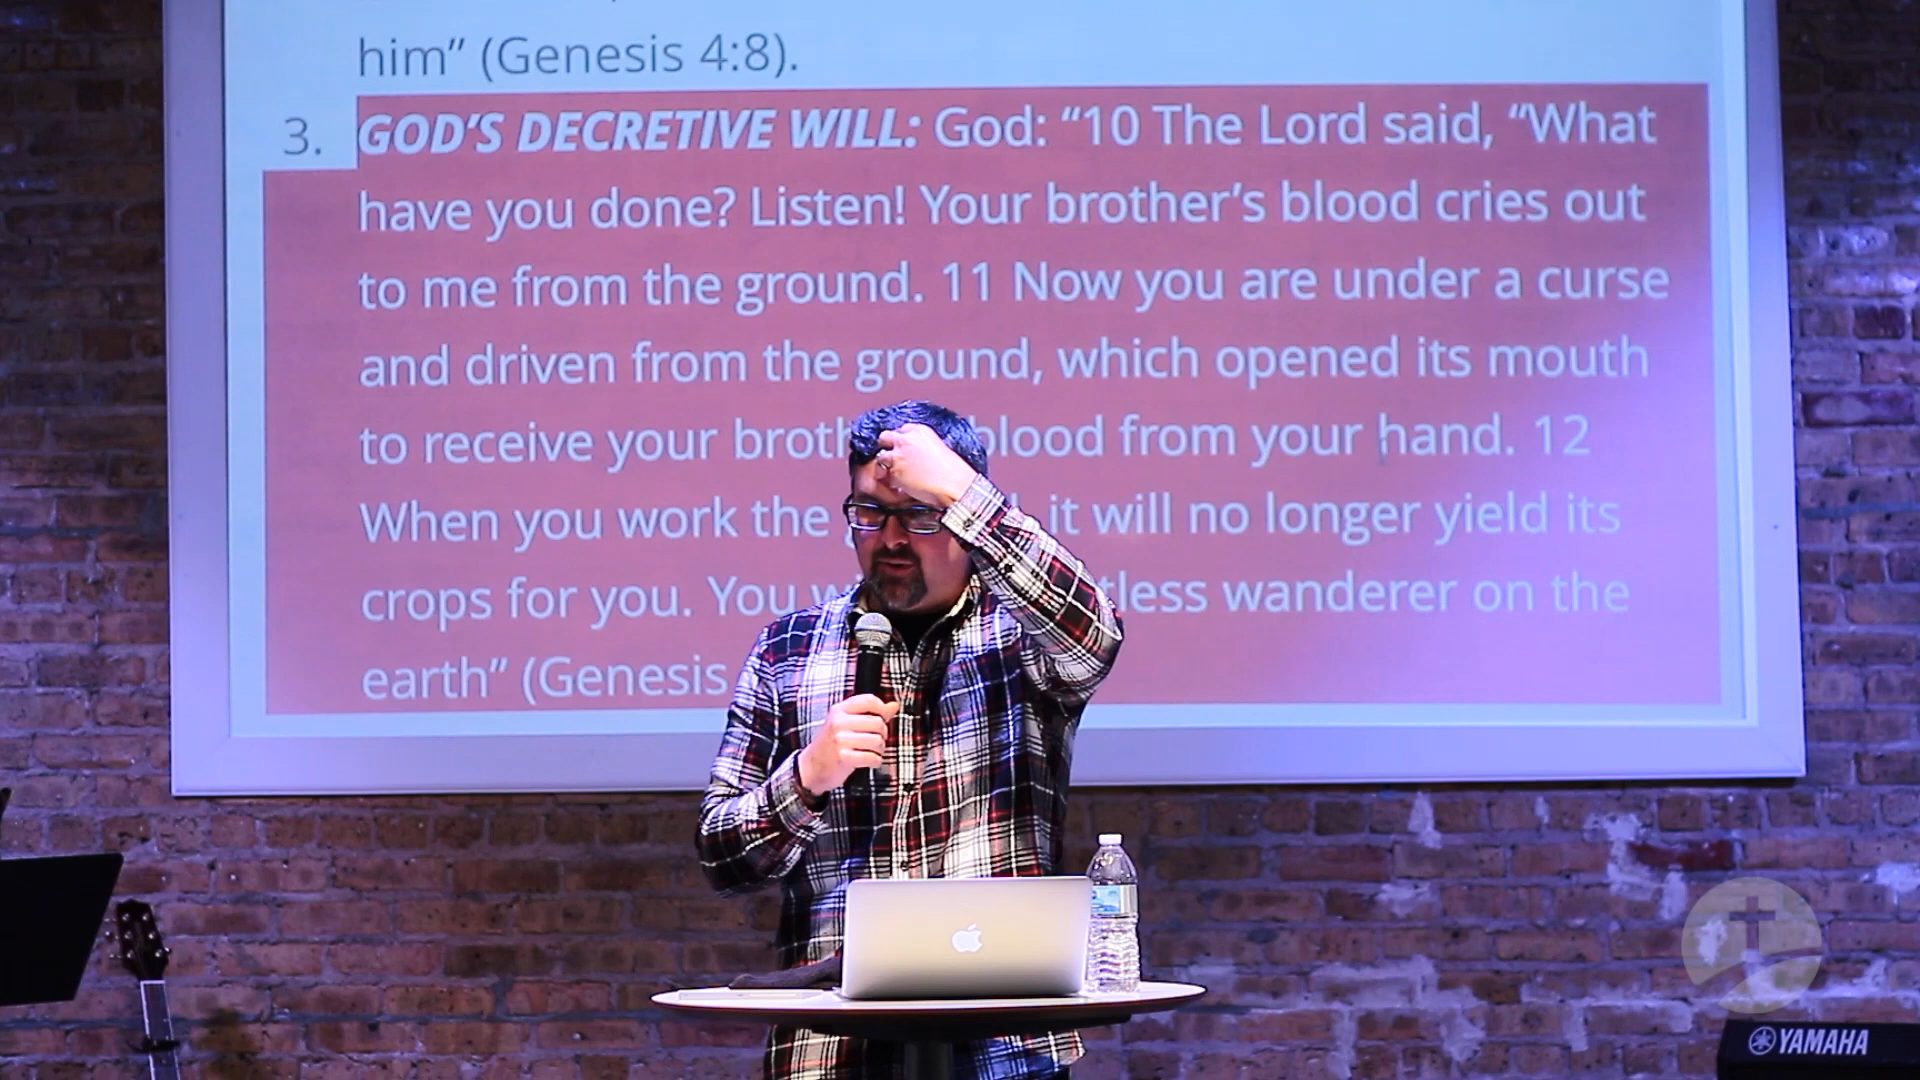 him” (Genesis 4:8).
3. GOD’S DECRETIVE WILL: God: “10 The Lord said, “What
have you done? Listen! Your brother’s blood cries out
to me from the ground. 11 Now you are under a curse
and driven from the ground, which opened its mouth
to receive your blood from your hand. 12
When you work the it will no longer yield its
crops for you. You wanderer on the
earth” (Genesis
YAMAHA